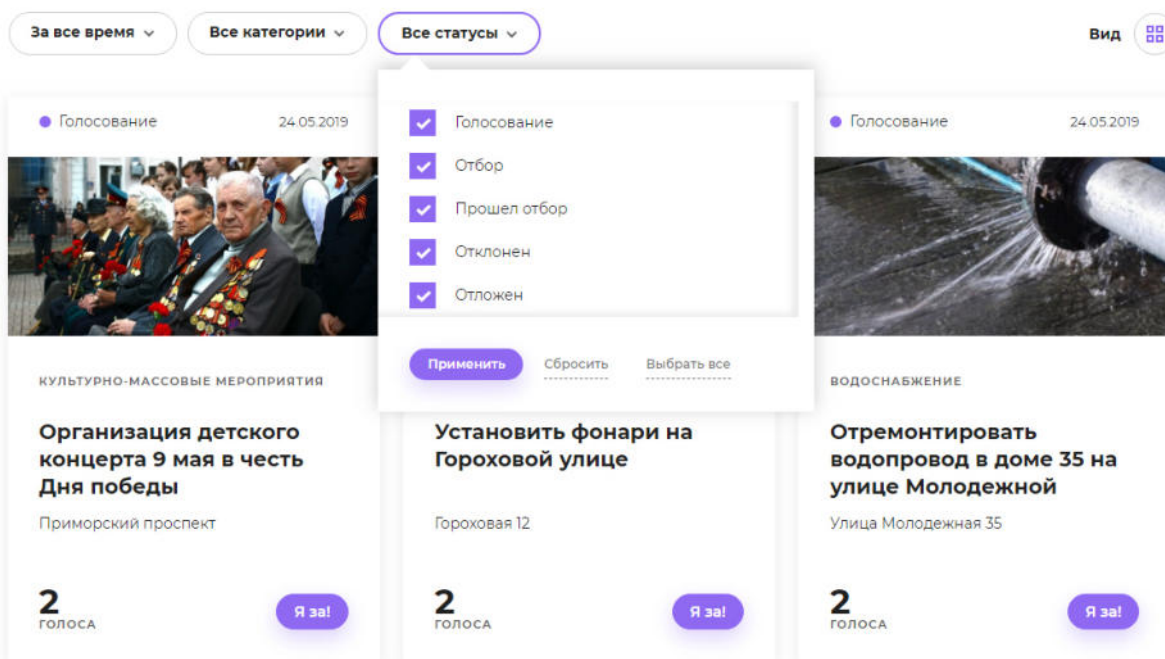 За все время
Все категории
Все статусы
Вид
Голосование
24.05.2019
КУЛЬТУРНО-МАССОВЫЕ МЕРОПРИЯТИЯ
Организация детского
концерта 9 мая в честь
Дня победы
Приморский проспект
2
ГОЛОСА
Я за!
Голосование
Отбор
Прошел отбор
Отклонен
Отложен
Применить
Сбросить
Выбрать все
Установить фонари на
Гороховой улице
Гороховая 12
2
ГОЛОСА
Я за!
Голосование
24.05.2019
ВОДОСНАБЖЕНИЕ
Отремонтировать
водопровод в доме 35 на
улице Молодежной
Улица Молодежная 35
2
ГОЛОСА
Я за!